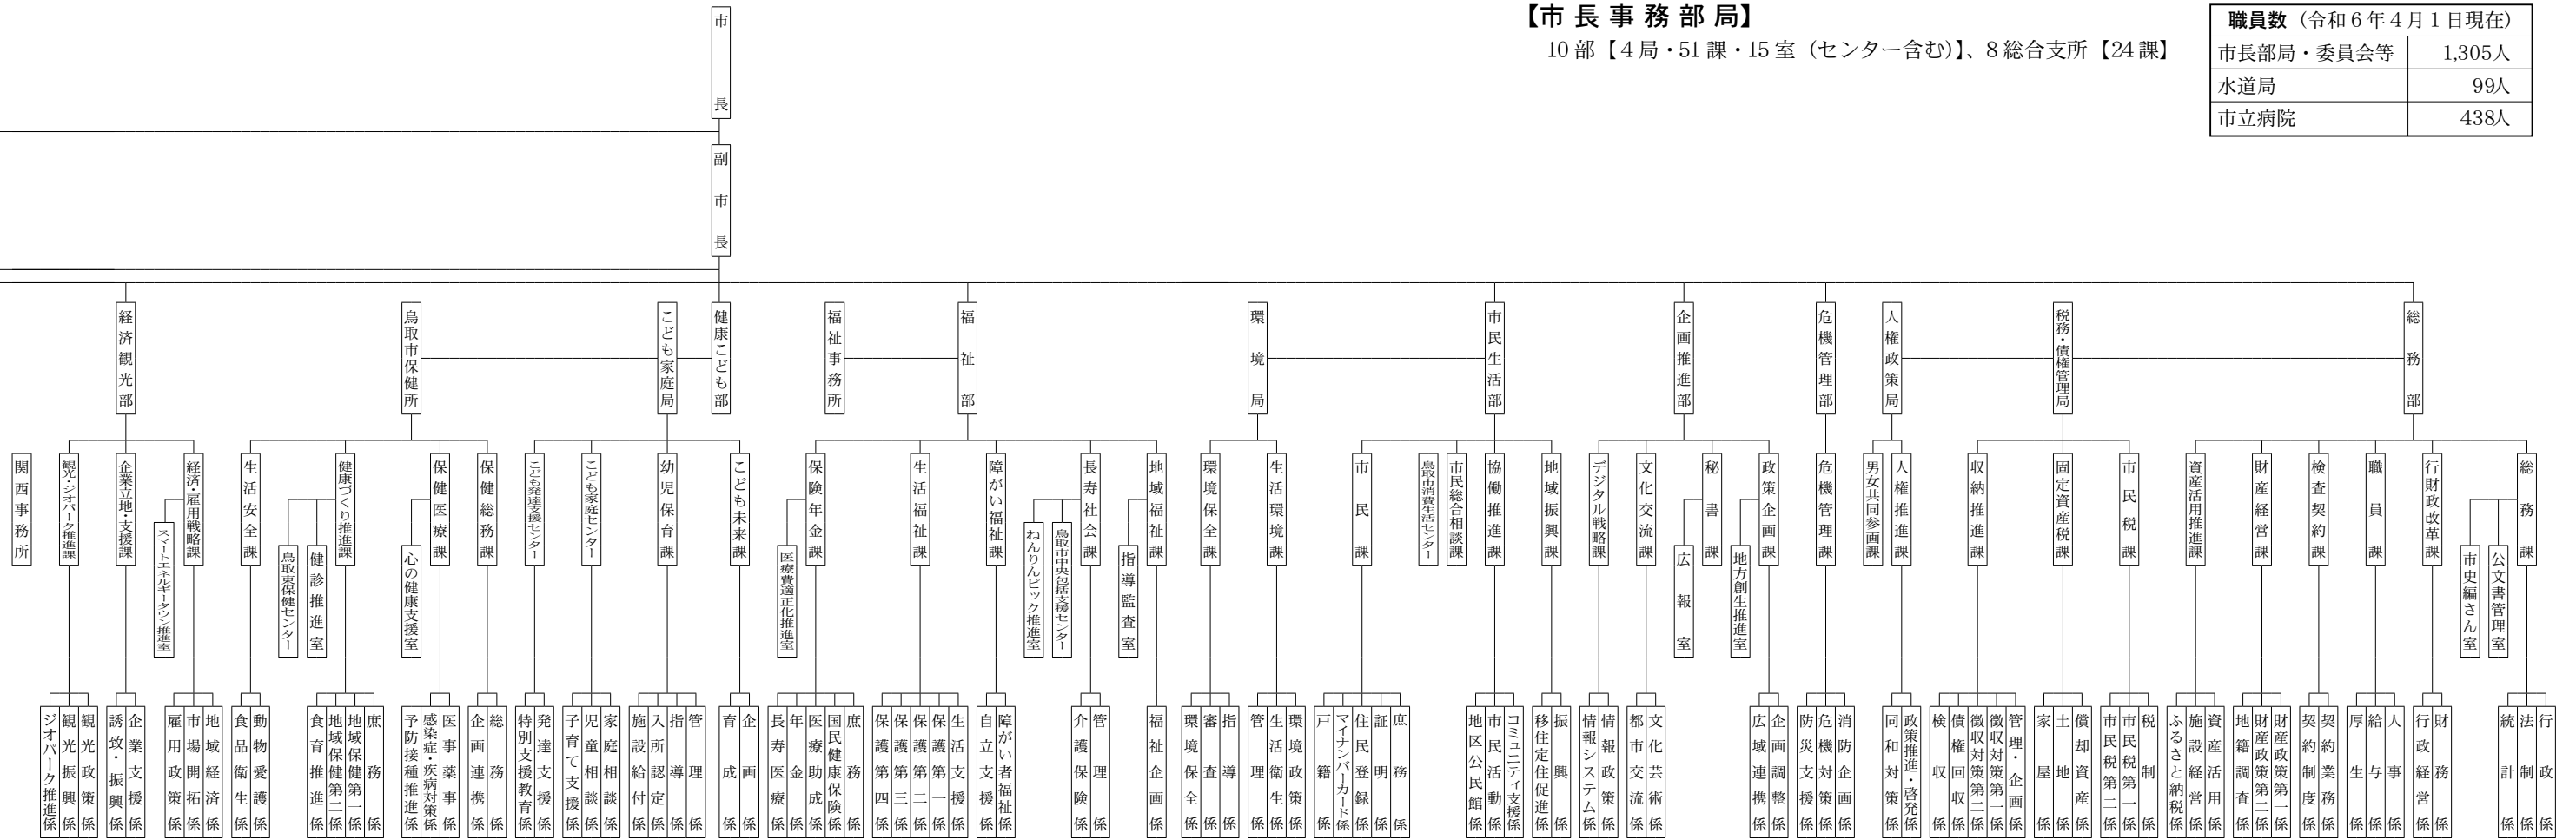 【市長事務部局】
10部【4局・51課・15室（センター含む）】、8総合支所【24課】
職員数（令和6年4月1日現在）
市長部局・委員会等 1,305人
水道局 99人
市立病院 438人
市長
副市長
総務部
税務・債権管理局
人権政策局
危機管理部
企画推進部
市民生活部
環境局
福祉部
福祉事務所
健康こども部
こども家庭局
鳥取市保健所
経済観光部
総務課
行財政改革課
職員課
検査契約課
財産経営課
資産活用推進課
市民税課
固定資産税課
収納推進課
人権推進課
男女共同参画課
危機管理課
政策企画課
秘書課
文化交流課
デジタル戦略課
地域振興課
協働推進課
市民総合相談課
鳥取市消費生活センター
市民課
生活環境課
環境保全課
地域福祉課
長寿社会課
障がい福祉課
生活福祉課
保険年金課
こども未来課
幼児保育課
こども家庭センター
こども発達支援センター
保健総務課
保健医療課
健康づくり推進課
生活安全課
経済・雇用戦略課
企業立地・支援課
観光・ジオパーク推進課
関西事務所
公文書管理室
市史編さん室
地方創生推進室
広報室
指導監査室
鳥取市中央包括支援センター
ねんりんピック推進室
医療費適正化推進室
心の健康支援室
健診推進室
鳥取東保健センター
スマートエネルギータウン推進室
行政係
法制係
統計係
財務係
行政経営係
人事係
給与係
厚生係
契約業務係
契約制度係
財産政策第一係
財産政策第二係
地籍調査係
資産活用係
施設経営係
ふるさと納税係
税制係
市民税第一係
市民税第二係
償却資産係
土地係
家屋係
管理・企画係
徴収対策第一係
徴収対策第二係
債権回収係
検収係
政策推進・啓発係
同和対策係
消防企画係
危機対策係
防災支援係
企画調整係
広域連携係
文化芸術係
都市交流係
情報政策係
情報システム係
振興係
移住定住促進係
コミュニティ支援係
市民活動係
地区公民館係
庶務係
証明係
住民登録係
マイナンバーカード係
戸籍係
環境政策係
生活衛生係
管理係
指導係
審査係
環境保全係
福祉企画係
管理係
介護保険係
障がい者福祉係
自立支援係
生活支援係
保護第一係
保護第二係
保護第三係
保護第四係
庶務係
国民健康保険係
医療助成係
年金係
長寿医療係
企画係
育成係
管理係
指導係
入所認定係
施設給付係
家庭相談係
児童相談係
子育て支援係
発達支援係
特別支援教育係
総務係
企画連携係
医事薬事係
感染症・疾病対策係
予防接種推進係
庶務係
地域保健第一係
地域保健第二係
食育推進係
動物愛護係
食品衛生係
地域経済係
市場開拓係
雇用政策係
企業支援係
誘致・振興係
観光政策係
観光振興係
ジオパーク推進係